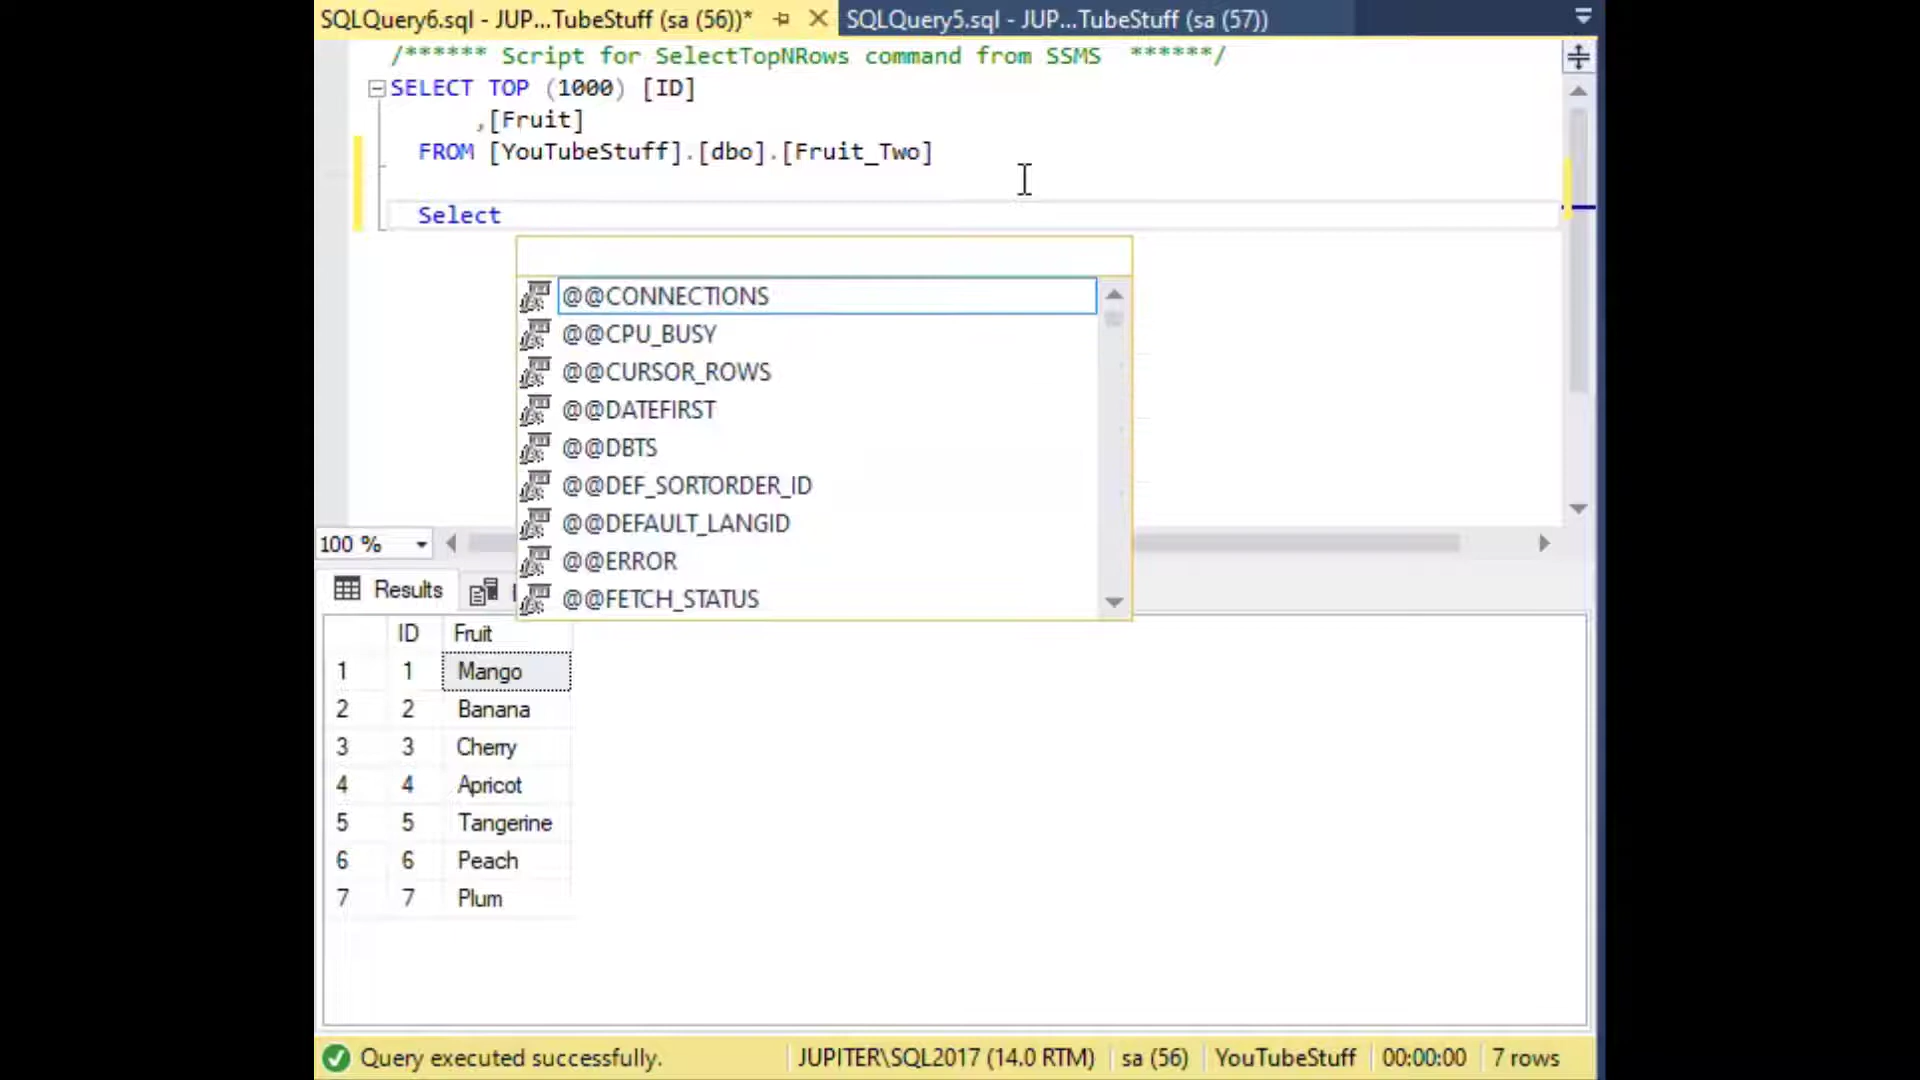 SQLQuery6.sql - JUP...TubeStuff (sa (56))* SQLQuery5.sql - JUP...TubeStuff (sa (57))
/****** Script for SelectTopNRows command from SSMS ******/
SELECT TOP (1000) [ID]
,[Fruit]
FROM [YouTubeStuff].[dbo].[Fruit_Two]
Select
@@CONNECTIONS
@@CPU_BUSY
@@CURSOR_ROWS
@@DATEFIRST
@@DBTS
@@DEF_SORTORDER_ID
@@DEFAULT_LANGID
@@ERROR
@@FETCH_STATUS
100 %
Results
ID Fruit
1 1 Mango
2 2 Banana
3 3 Cherry
4 4 Apricot
5 5 Tangerine
6 6 Peach
7 7 Plum
Query executed successfully. JUPITER\SQL2017 (14.0 RTM) sa (56) YouTubeStuff 00:00:00 7 rows